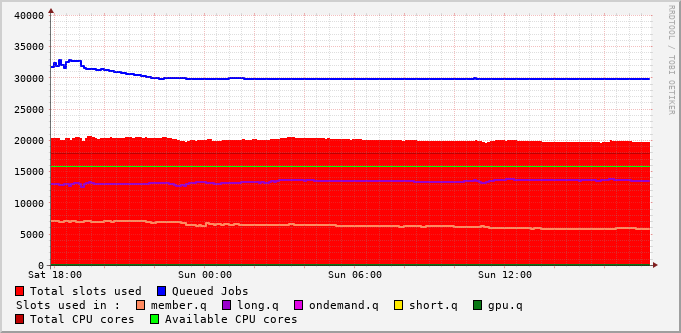 RRDTOOL / TOBI OETIKER
40000
35000
30000
25000
20000
15000
10000
5000
0
Sat 18:00 Sun 00:00 Sun 06:00 Sun 12:00
Total slots used Queued Jobs
Slots used in : member.q long.q ondemand.q short.q gpu.q
Total CPU cores Available CPU cores